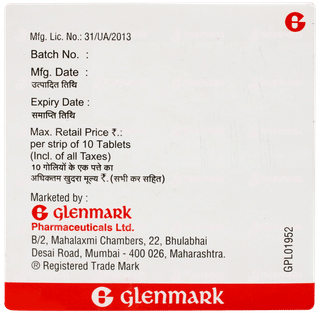 Mfg. Lic. No.: 31/UA/2013
Batch No. :
Mfg. Date :
उत्पादित तिथि
Expiry Date :
समाप्ति तिथि
Max. Retail Price ₹.:
per strip of 10 Tablets
(Incl. of all Taxes)
10 गोलियों के एक पत्ते का
अधिकतम खुदरा मूल्य ₹.(सभी कर सहित)
Marketed by :
G Glenmark
Pharmaceuticals Ltd.
B/2, Mahalaxmi Chambers, 22, Bhulabhai
Desai Road, Mumbai - 400 026, Maharashtra.
® Registered Trade Mark
GPL01952
G Glenmark